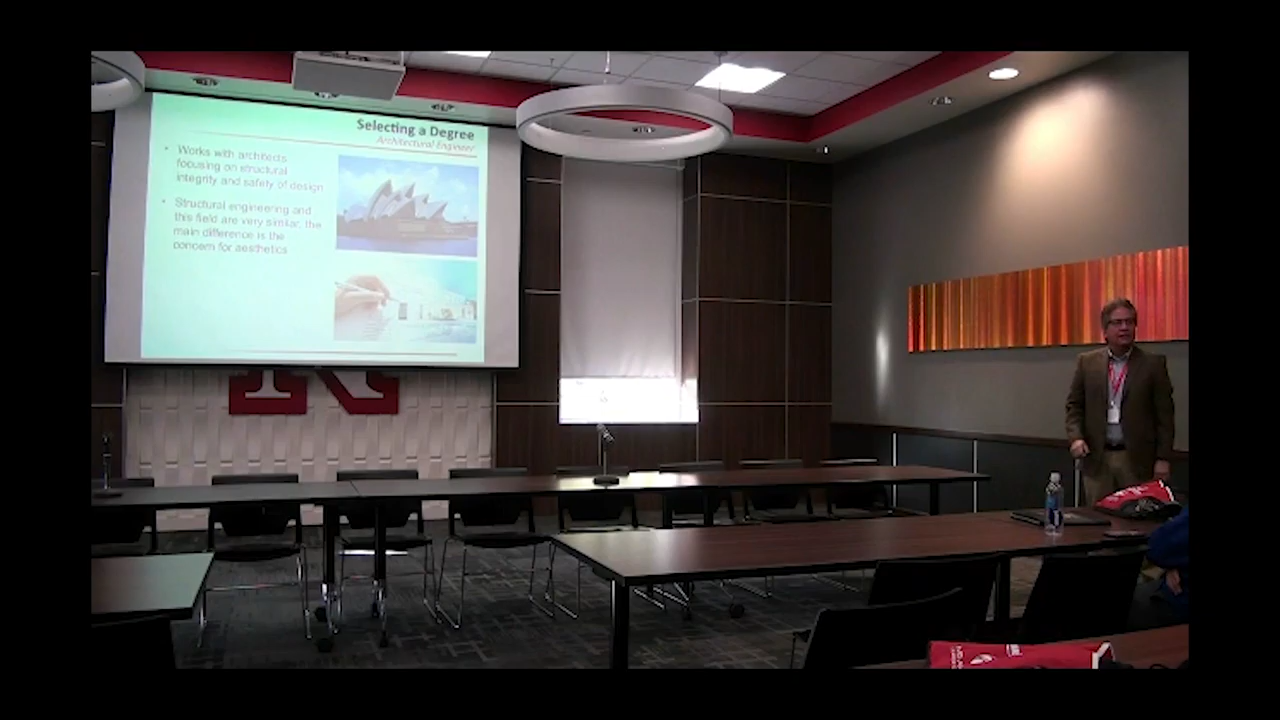 Selecting a Degree
Architectural Engineer
• Works with architects
focusing on structural
integrity and safety of design
• Structural engineering and
this field are very similar, the
main difference is the
concern for aesthetics